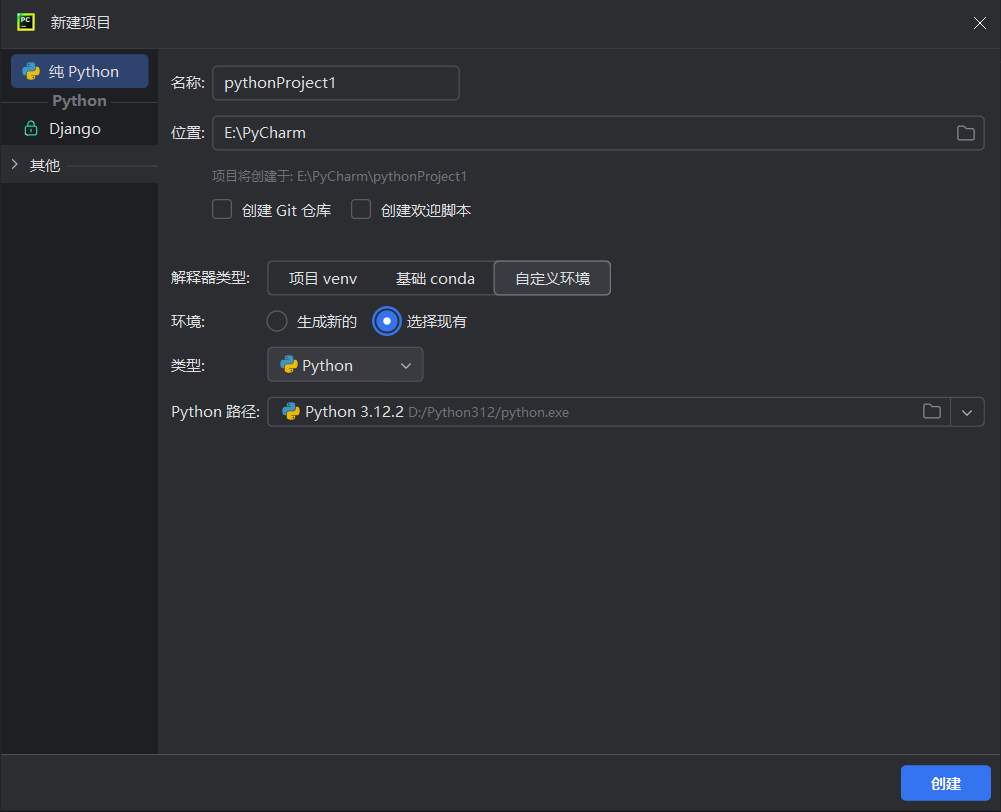 新建项目
纯 Python
Python
Django
其他
名称: pythonProject1
位置: E:\PyCharm
项目将创建于: E:\PyCharm\pythonProject1
创建 Git 仓库 创建欢迎脚本
解释器类型: 项目 venv 基础 conda 自定义环境
环境: 生成新的 选择现有
类型: Python
Python 路径: Python 3.12.2 D:/Python312/python.exe
创建